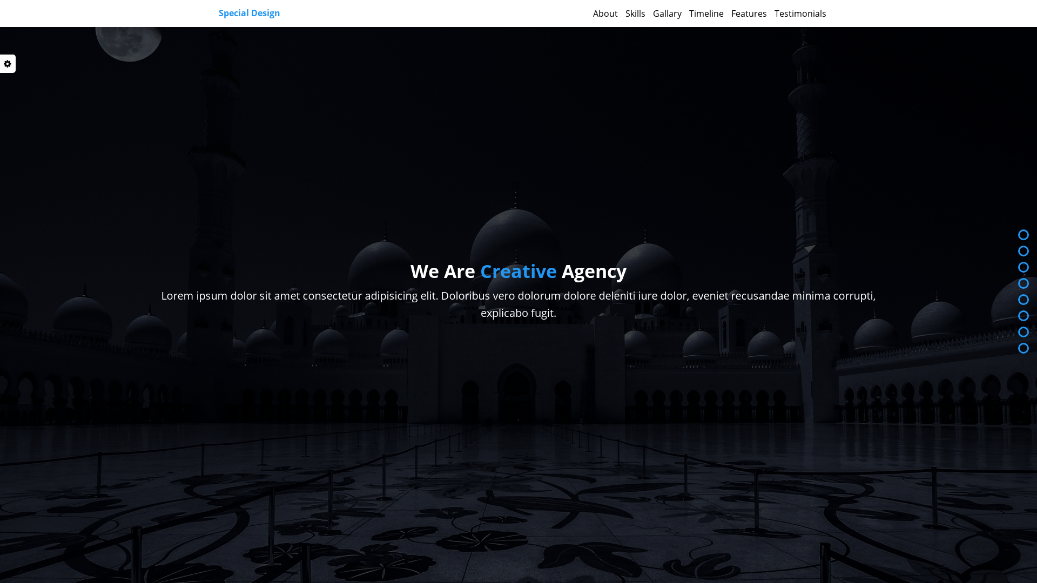 Special Design
About Skills Gallary Timeline Features Testimonials
We Are Creative Agency
Lorem ipsum dolor sit amet consectetur adipisicing elit. Doloribus vero dolorum dolore deleniti iure dolor, eveniet recusandae minima corrupti,
explicabo fugit.